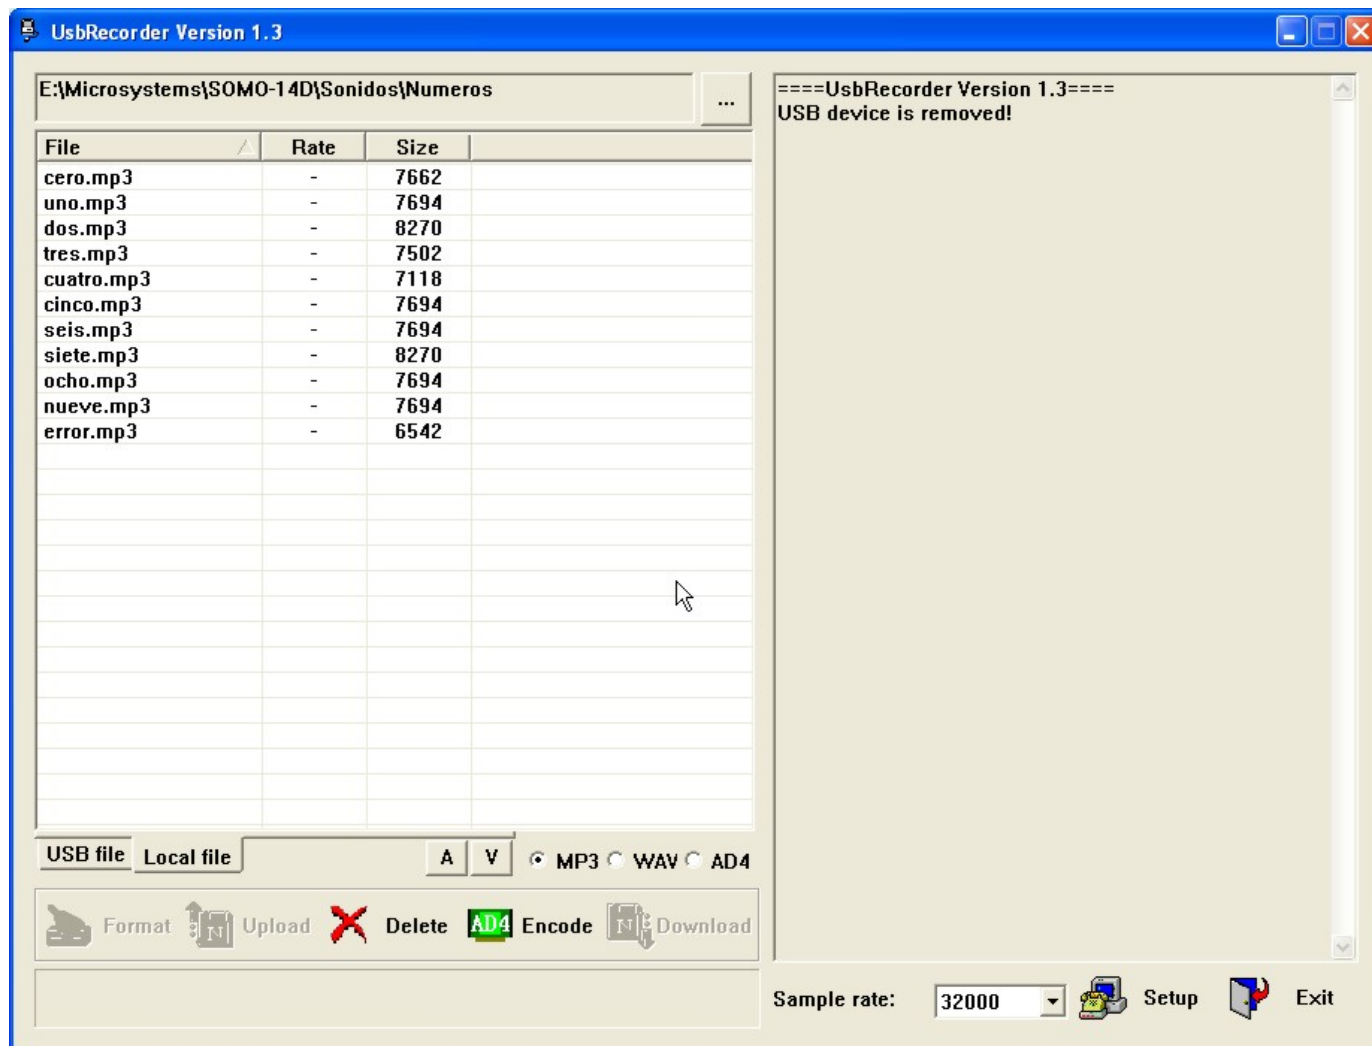 UsbRecorder Version 1.3
E:\Microsystems\SOMO-14D\Sonidos\Numeros
...
File Rate Size
cero.mp3 - 7662
uno.mp3 - 7694
dos.mp3 - 8270
tres.mp3 - 7502
cuatro.mp3 - 7118
cinco.mp3 - 7694
seis.mp3 - 7694
siete.mp3 - 8270
ocho.mp3 - 7694
nueve.mp3 - 7694
error.mp3 - 6542
USB file Local file A V MP3 WAV AD4
Format N Upload Delete AD4 Encode N Download
====UsbRecorder Version 1.3====
USB device is removed!
Sample rate: 32000 Setup Exit